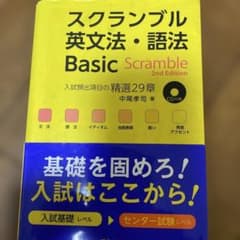 スクランブル
英文法・語法
Basic Scramble
2nd Edition
入試頻出項目の精選29章
中尾孝司・著
文法 語法 イディオム 会話表現 語い 発音アクセント
基礎を固めろ!
入試はここから!
入試基礎レベル センター試験レベル